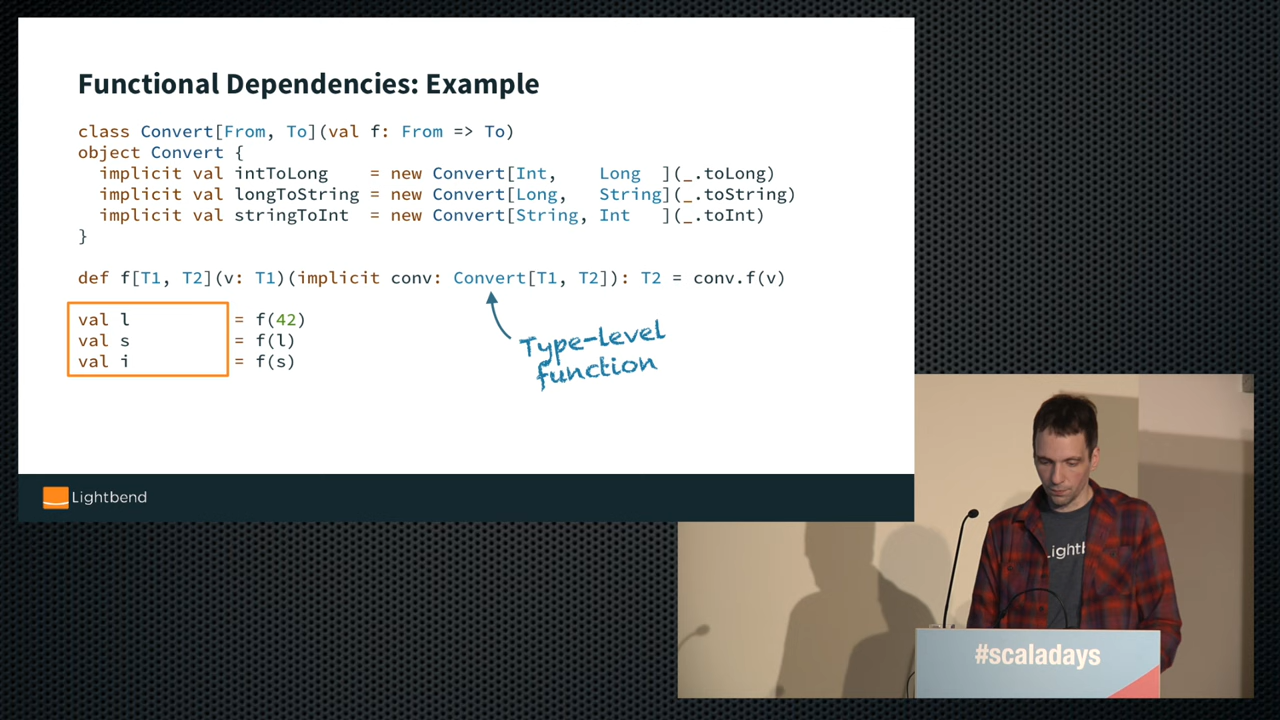 Functional Dependencies: Example
class Convert[From, To](val f: From => To)
object Convert {
  implicit val intToLong    = new Convert[Int,    Long  ](_.toLong)
  implicit val longToString = new Convert[Long,   String](_.toString)
  implicit val stringToInt  = new Convert[String, Int   ](_.toInt)
}
def f[T1, T2](v: T1)(implicit conv: Convert[T1, T2]): T2 = conv.f(v)
val l          = f(42)
val s          = f(l)
val i          = f(s)
Type-level
function
Lightbend
Light
#scaladays